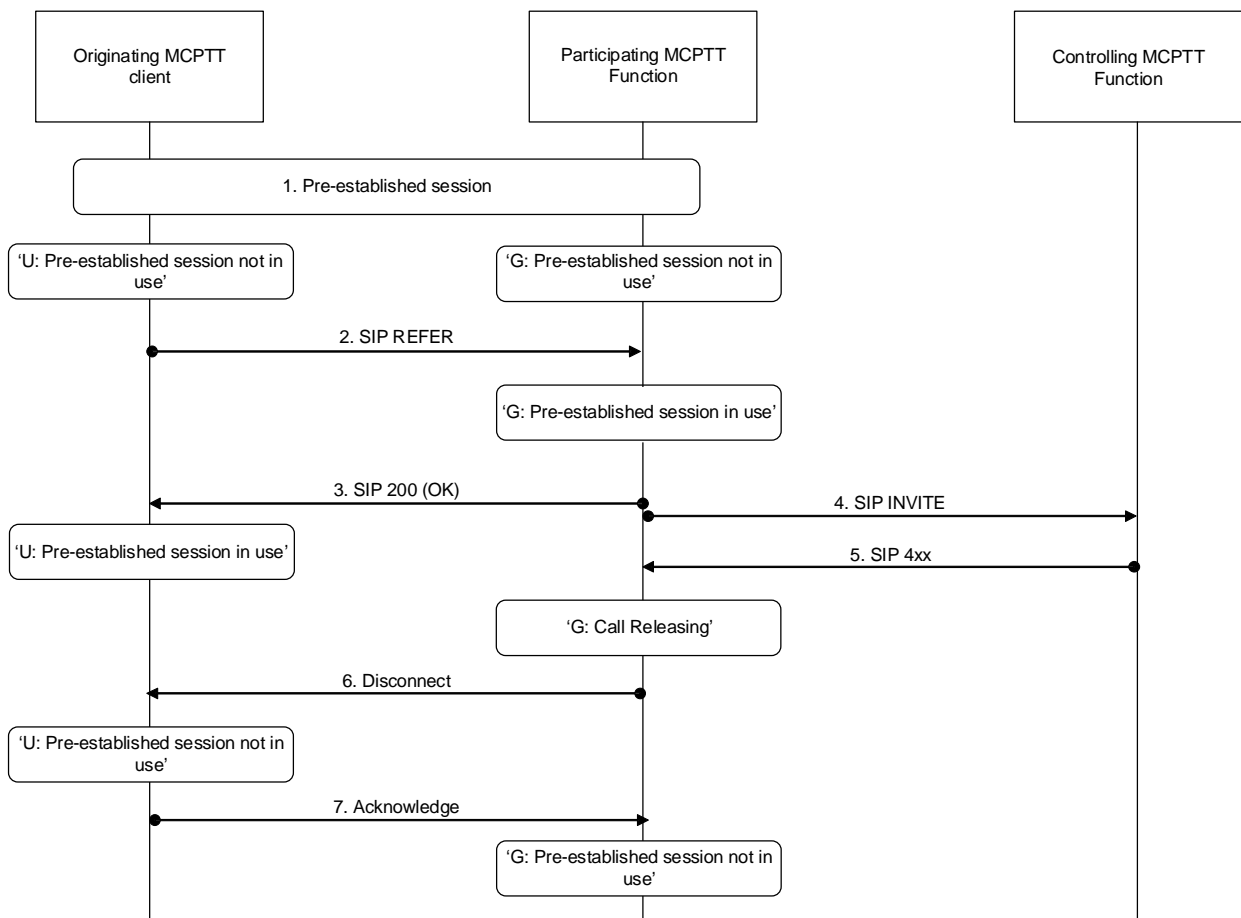 Originating MCPTT
client
Participating MCPTT
Function
Controlling MCPTT
Function
1. Pre-established session
‘U: Pre-established session not in
use’
‘G: Pre-established session not in
use’
2. SIP REFER
‘G: Pre-established session in use’
3. SIP 200 (OK)
4. SIP INVITE
‘U: Pre-established session in use’
5. SIP 4xx
‘G: Call Releasing’
6. Disconnect
‘U: Pre-established session not in
use’
7. Acknowledge
‘G: Pre-established session not in
use’